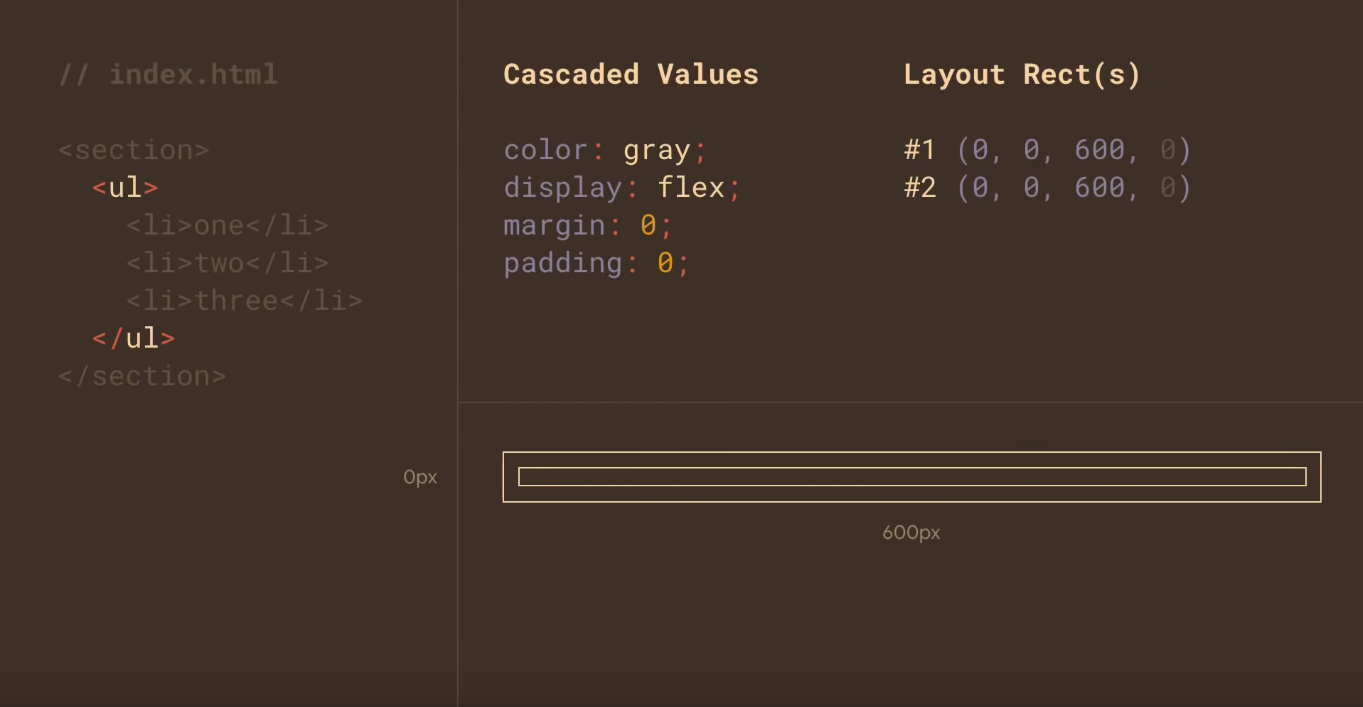 // index.html
<section>
<ul>
<li>one</li>
<li>two</li>
<li>three</li>
</ul>
</section>
Cascaded Values
color: gray;
display: flex;
margin: 0;
padding: 0;
Layout Rect(s)
#1 (0, 0, 600, 0)
#2 (0, 0, 600, 0)
0px
600px